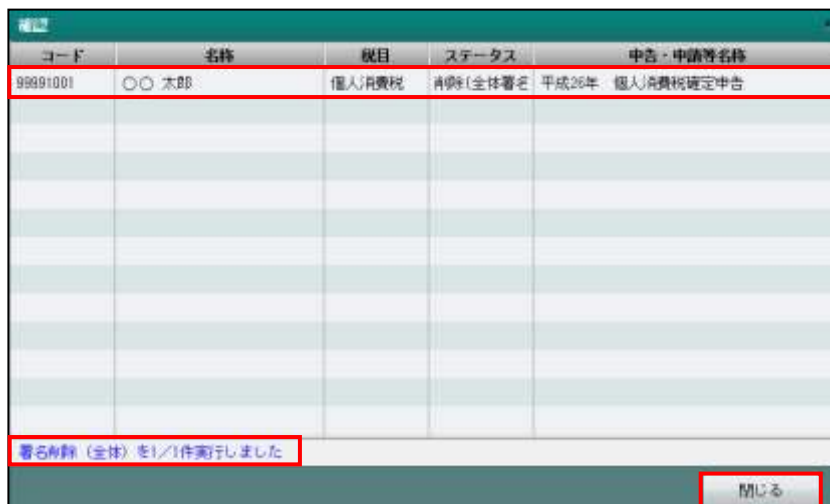 確認
コード 名称 税目 ステータス 申告・申請等名称
99991001 〇〇 太郎 個人消費税 削除(全体署名 平成26年 個人消費税確定申告
署名削除（全体）を1／1件実行しました
閉じる